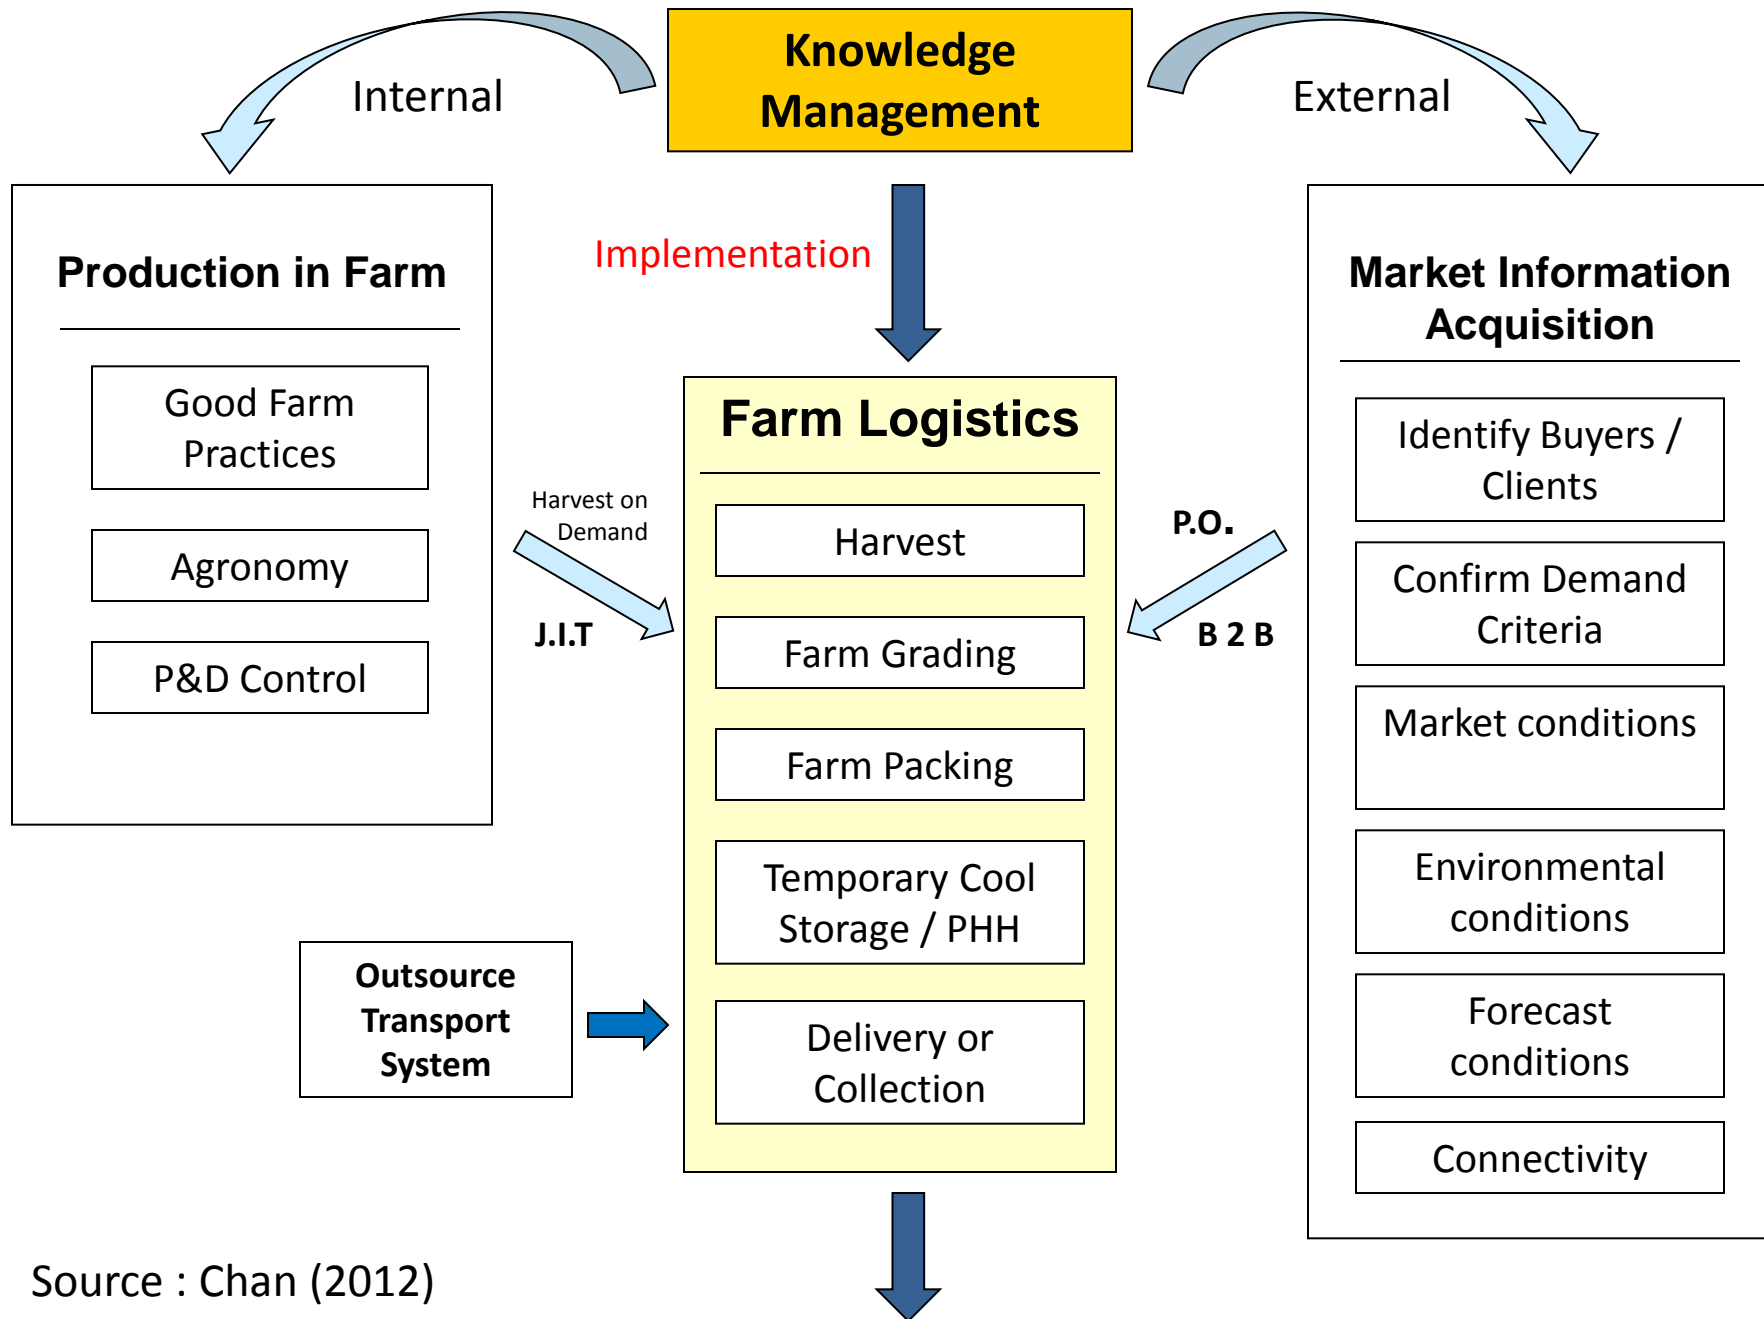 Knowledge
Management
Internal
External
Implementation
Production in Farm
Good Farm
Practices
Agronomy
P&D Control
Harvest on
Demand
J.I.T
Farm Logistics
Harvest
Farm Grading
Farm Packing
Temporary Cool
Storage / PHH
Delivery or
Collection
P.O.
B 2 B
Market Information
Acquisition
Identify Buyers /
Clients
Confirm Demand
Criteria
Market conditions
Environmental
conditions
Forecast
conditions
Connectivity
Outsource
Transport
System
Source : Chan (2012)